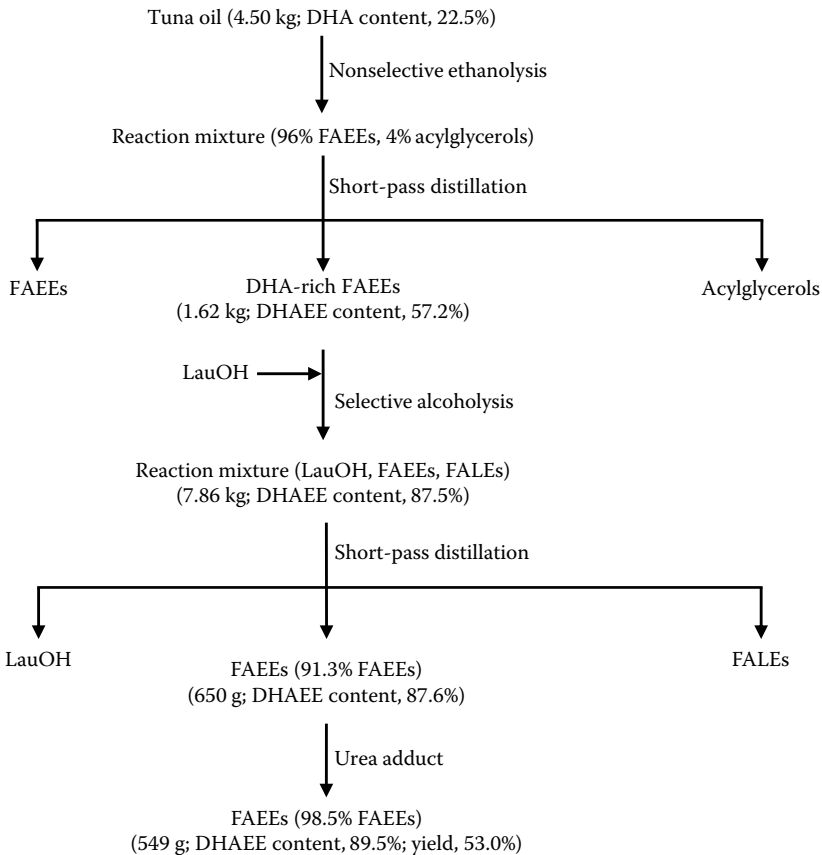 Tuna oil (4.50 kg; DHA content, 22.5%)
Nonselective ethanolysis
Reaction mixture (96% FAEEs, 4% acylglycerols)
Short-pass distillation
FAEEs
DHA-rich FAEEs
(1.62 kg; DHAEE content, 57.2%)
Acylglycerols
LauOH
Selective alcoholysis
Reaction mixture (LauOH, FAEEs, FALEs)
(7.86 kg; DHAEE content, 87.5%)
Short-pass distillation
LauOH
FAEEs (91.3% FAEEs)
(650 g; DHAEE content, 87.6%)
FALEs
Urea adduct
FAEEs (98.5% FAEEs)
(549 g; DHAEE content, 89.5%; yield, 53.0%)